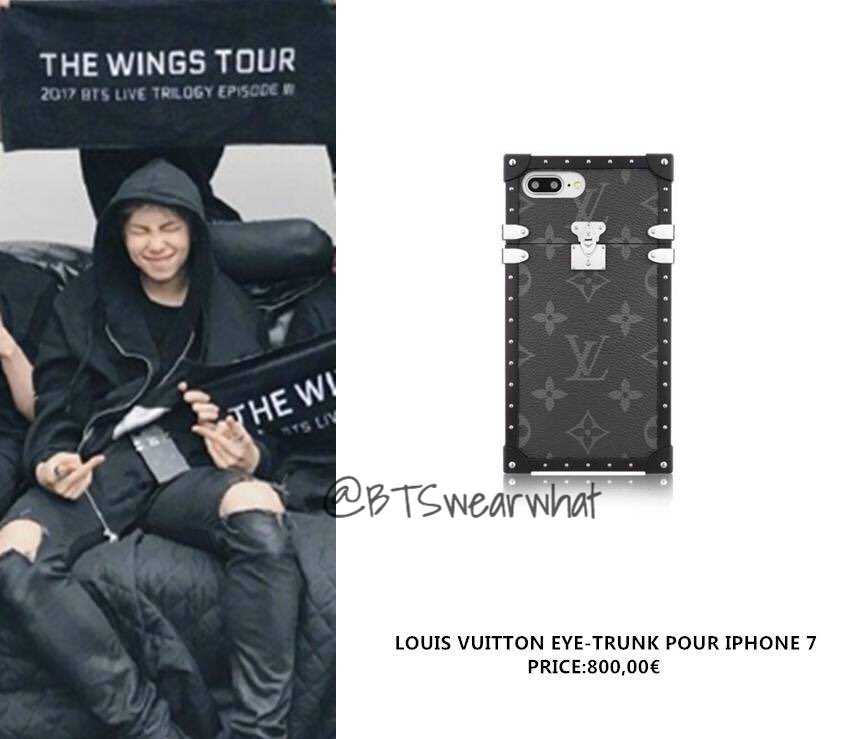 THE WINGS TOUR
2017 BTS LIVE TRILOGY EPISODE III
THE WI
BTS LIV
@BTSwearwhat
LOUIS VUITTON EYE-TRUNK POUR IPHONE 7
PRICE:800,00€